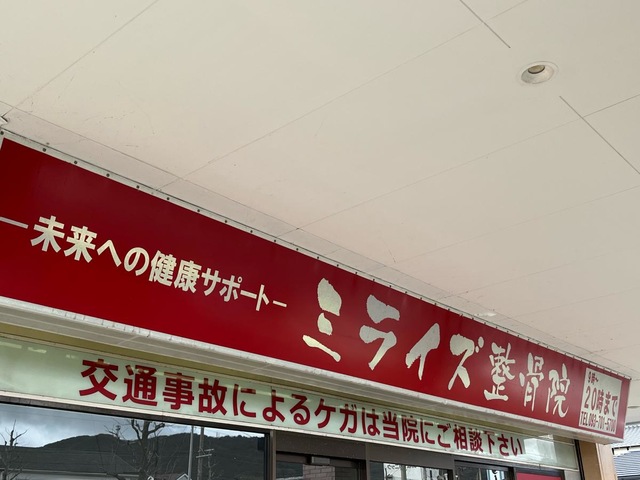 未来への健康サポート
ミライズ整骨院
20時まで
交通事故によるケガは当院にご相談下さい